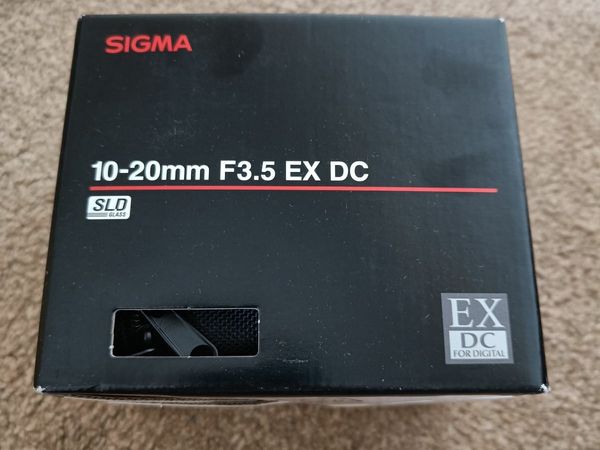 SIGMA
10-20mm F3.5 EX DC
SLD
GLASS
EX
DC
FOR DIGITAL